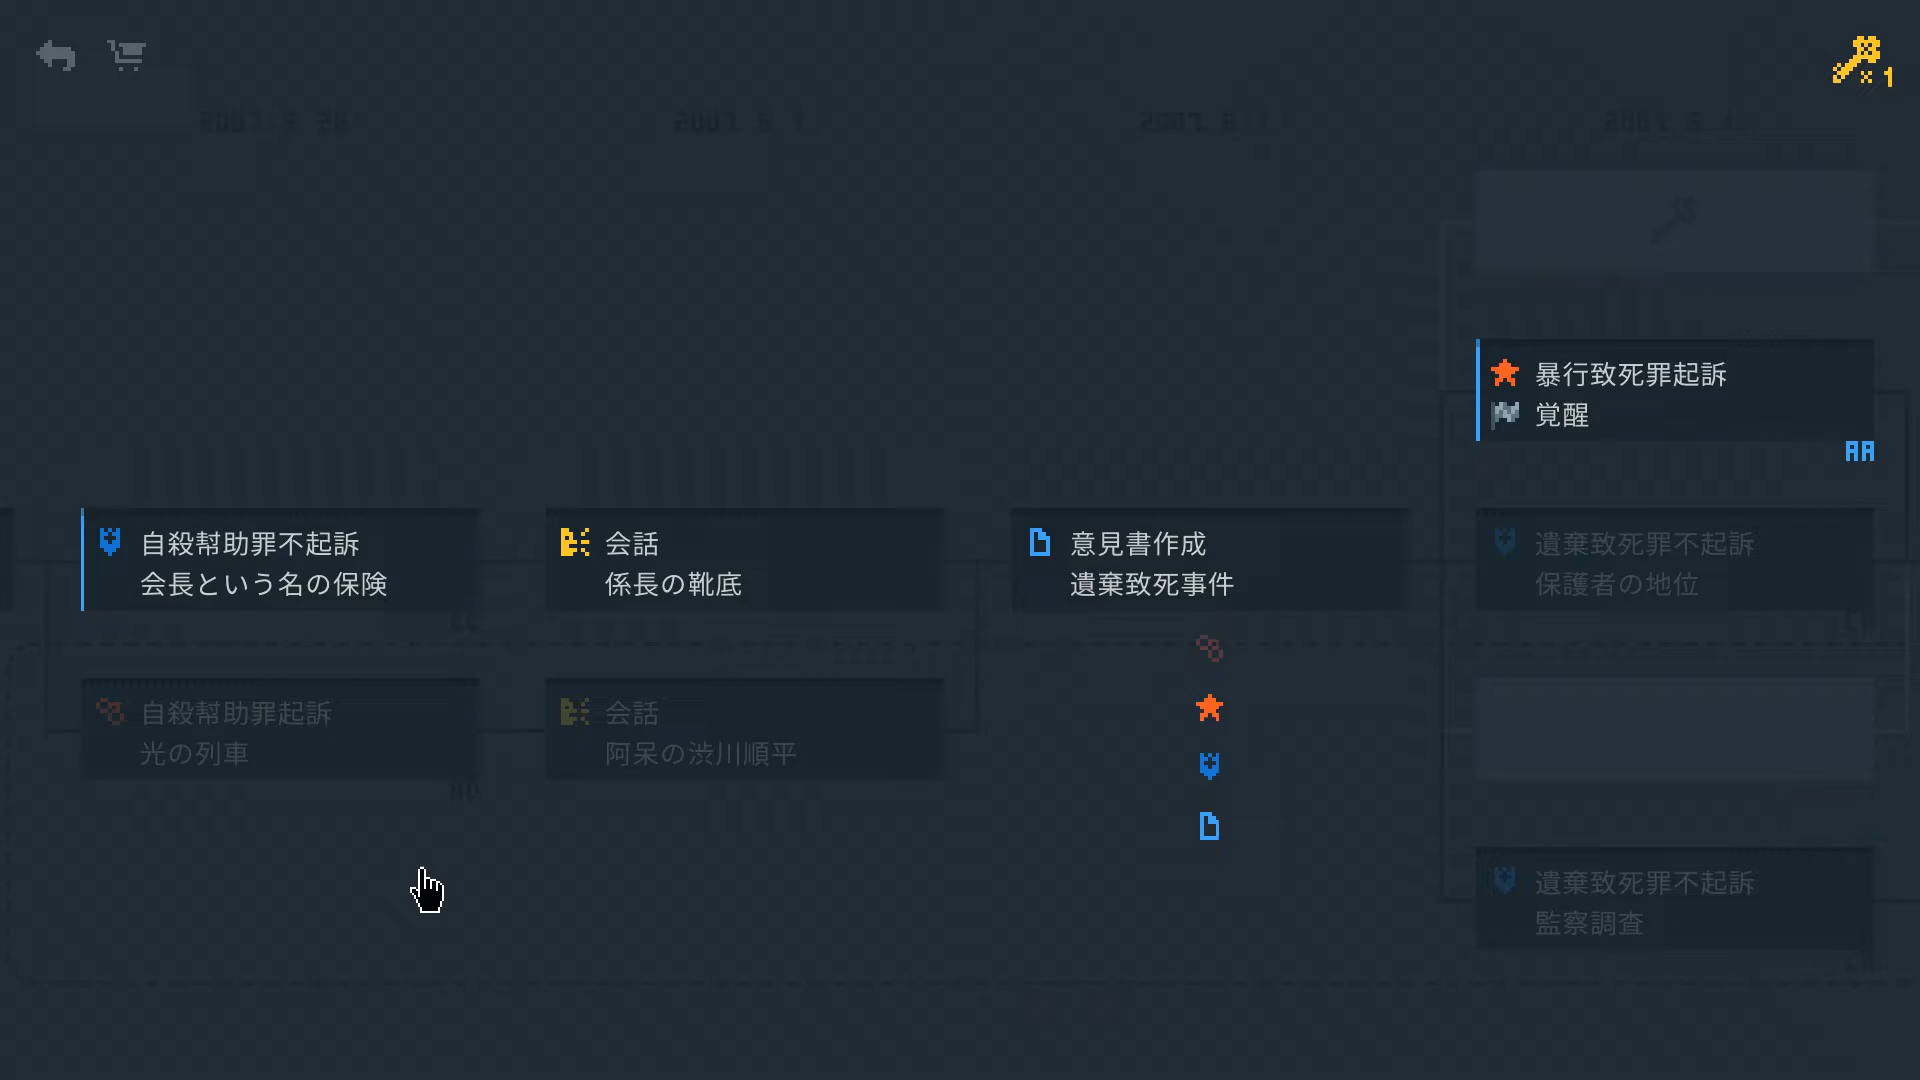 × 1
暴行致死罪起訴
覚醒
AA
自殺幇助罪不起訴
会長という名の保険
会話
係長の靴底
意見書作成
遺棄致死事件
遺棄致死罪不起訴
保護者の地位
自殺幇助罪起訴
光の列車
会話
阿呆の渋川順平
遺棄致死罪不起訴
監察調査